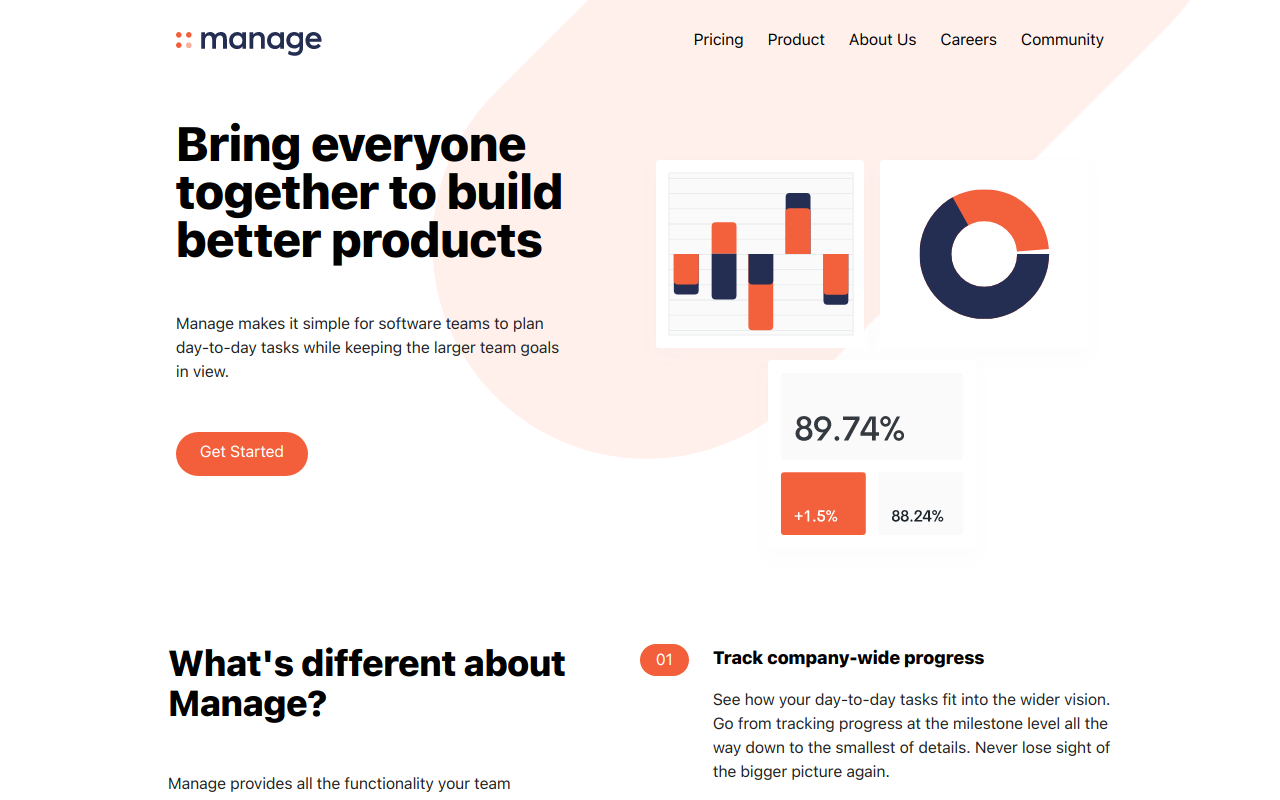 manage
Pricing
Product
About Us
Careers
Community
Bring everyone
together to build
better products
Manage makes it simple for software teams to plan
day-to-day tasks while keeping the larger team goals
in view.
Get Started
89.74%
+1.5%
88.24%
What's different about
Manage?
Manage provides all the functionality your team
01
Track company-wide progress
See how your day-to-day tasks fit into the wider vision.
Go from tracking progress at the milestone level all the
way down to the smallest of details. Never lose sight of
the bigger picture again.